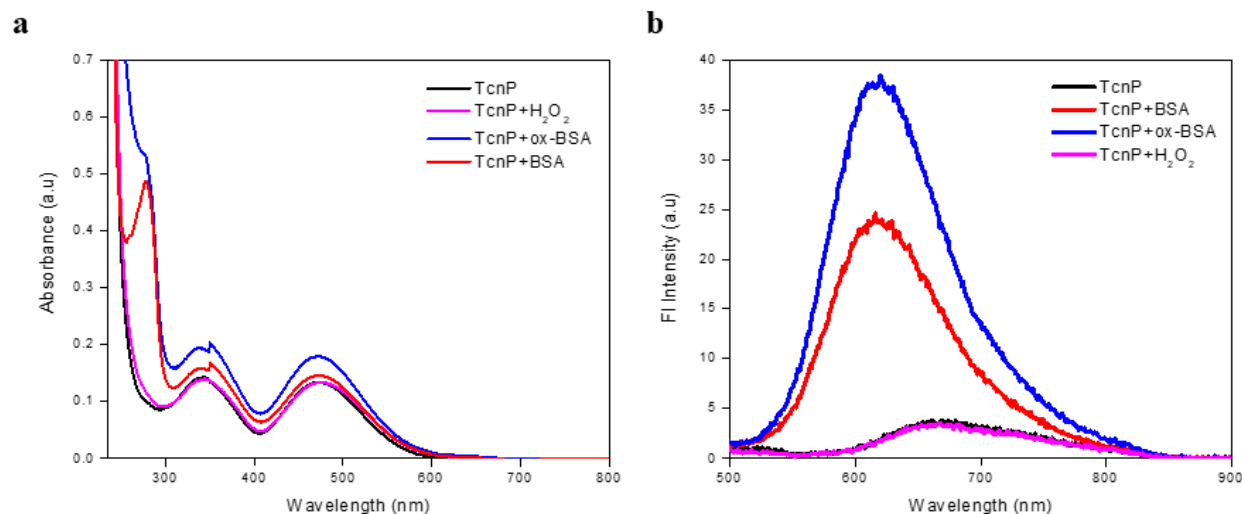 a
b
0.7
0.6
0.5
0.4
0.3
0.2
0.1
0.0
Absorbance (a.u)
TcnP
TcnP+H₂O₂
TcnP+ox-BSA
TcnP+BSA
300 400 500 600 700 800
Wavelength (nm)
40
35
30
25
20
15
10
5
0
FI Intensity (a.u)
TcnP
TcnP+BSA
TcnP+ox-BSA
TcnP+H₂O₂
500 600 700 800 900
Wavelength (nm)